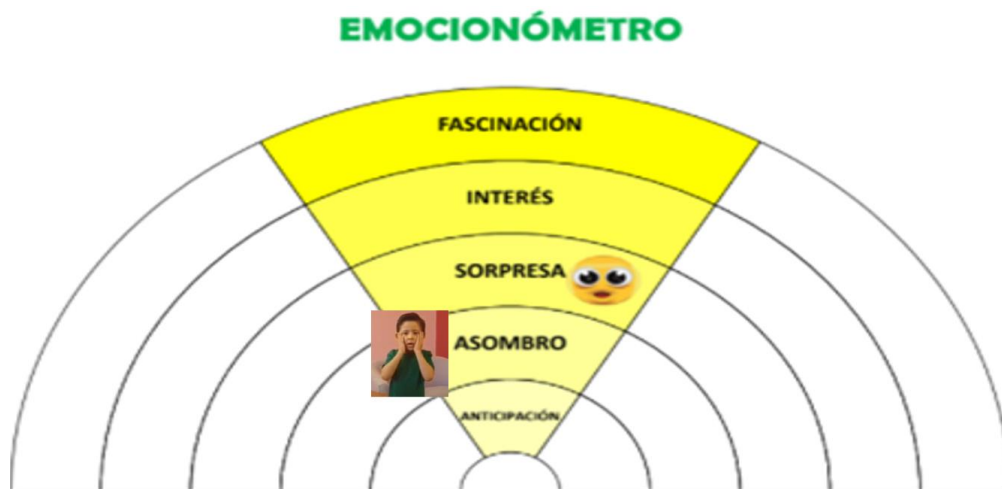 EMOCIONÓMETRO
FASCINACIÓN
INTERÉS
SORPRESA
ASOMBRO
ANTICIPACIÓN